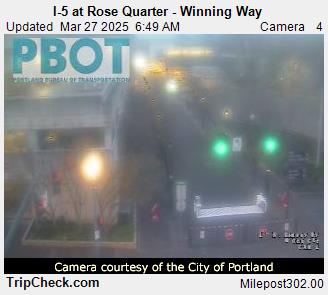 I-5 at Rose Quarter - Winning Way
Updated Mar 27 2025 6:49 AM Camera 4
PBOT
PORTLAND BUREAU OF TRANSPORTATION
Camera courtesy of the City of Portland
TripCheck.com Milepost302.00